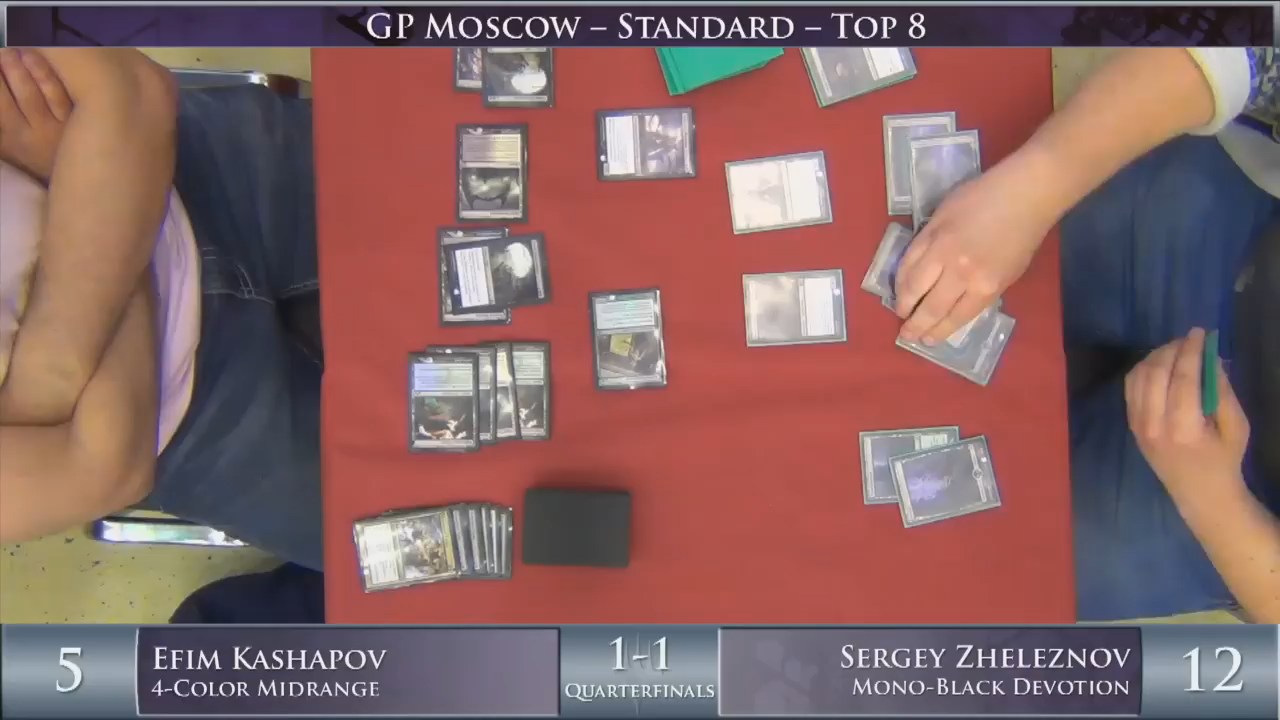 GP Moscow – Standard – Top 8
5
Efim Kashapov
4-Color Midrange
1-1
Quarterfinals
Sergey Zheleznov
Mono-Black Devotion
12